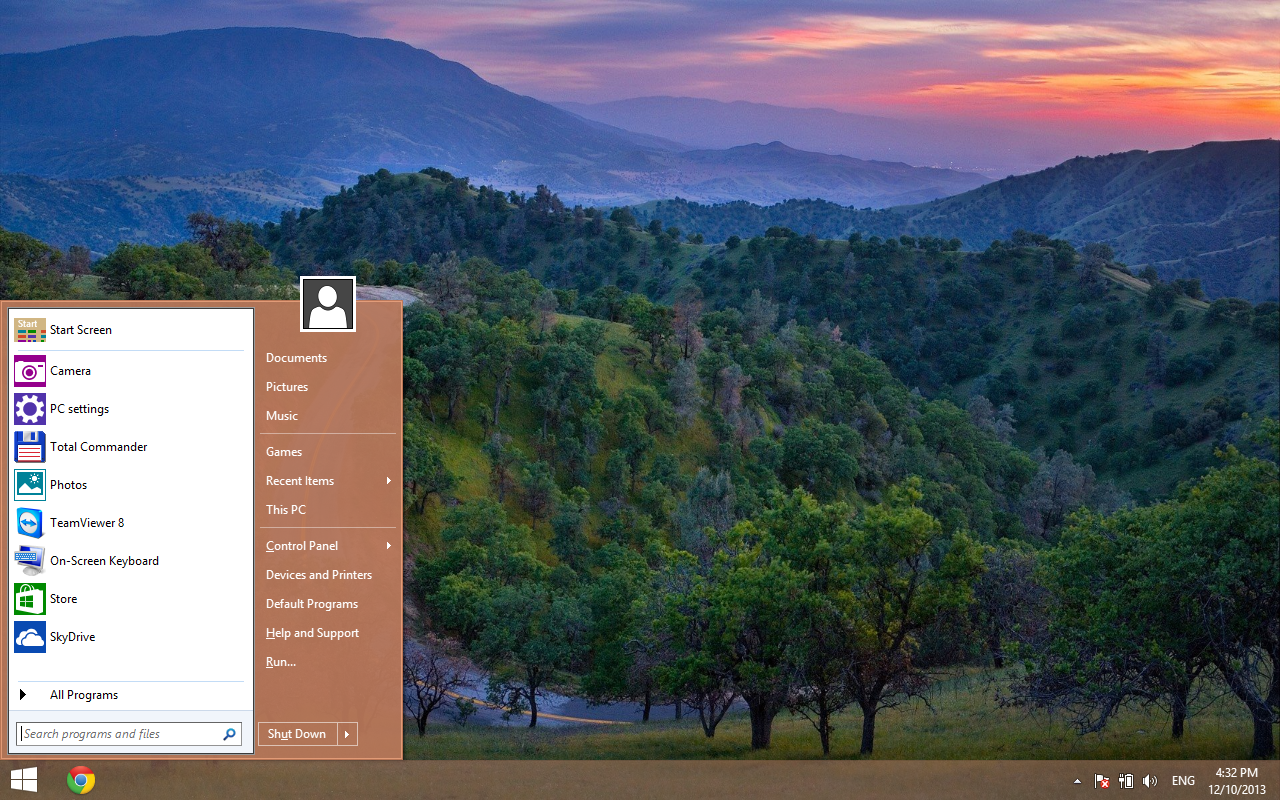 Start
Start Screen
Camera
PC settings
Total Commander
Photos
TeamViewer 8
On-Screen Keyboard
Store
SkyDrive
All Programs
Search programs and files
Documents
Pictures
Music
Games
Recent Items
This PC
Control Panel
Devices and Printers
Default Programs
Help and Support
Run...
Shut Down
ENG
4:32 PM
12/10/2013